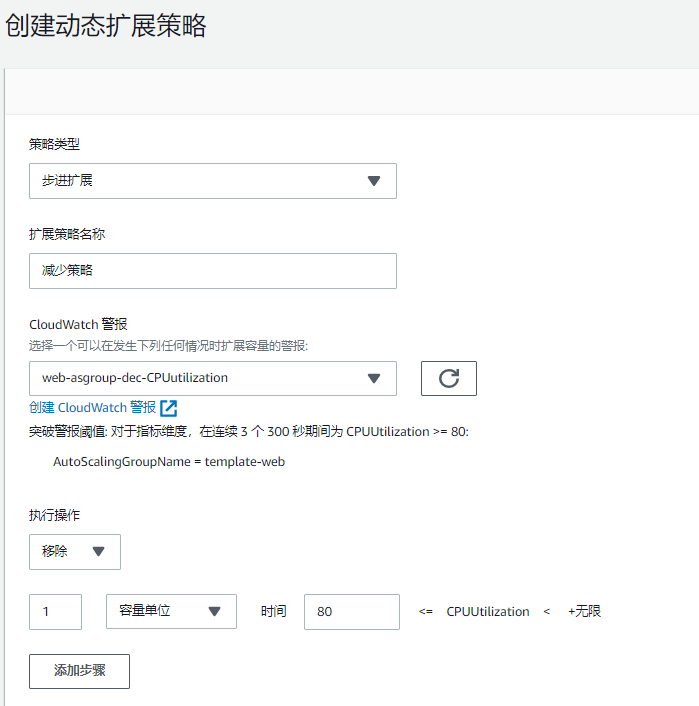 创建动态扩展策略
策略类型
步进扩展
扩展策略名称
减少策略
CloudWatch 警报
选择一个可以在发生下列任何情况时扩展容量的警报:
web-asgroup-dec-CPUutilization
创建 CloudWatch 警报
突破警报阈值: 对于指标维度，在连续 3 个 300 秒期间为 CPUUtilization >= 80:
AutoScalingGroupName = template-web
执行操作
移除
1 容量单位 时间 80 <= CPUUtilization < +无限
添加步骤